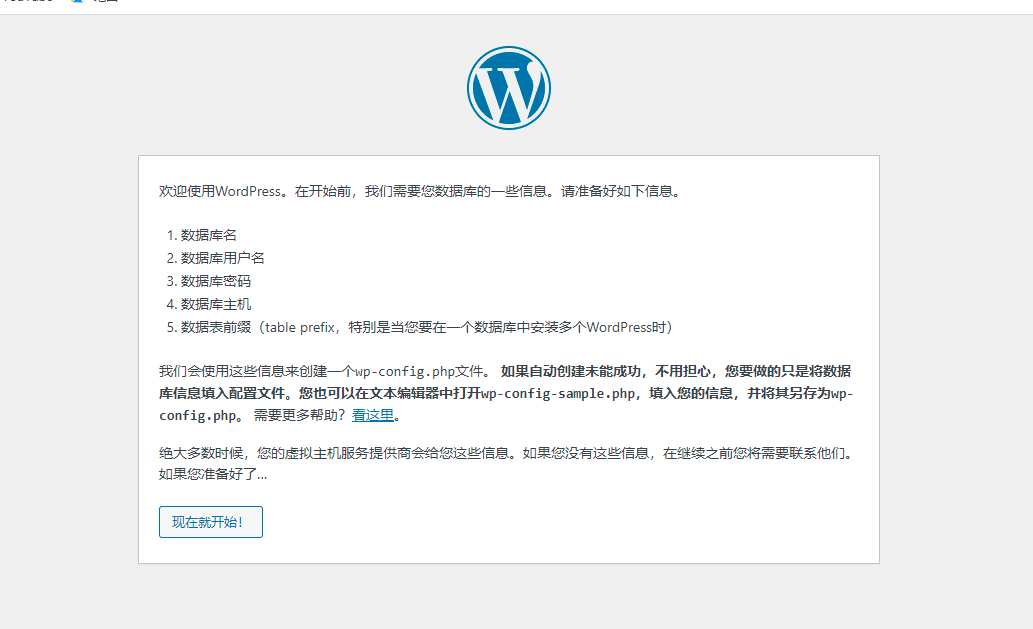 欢迎使用WordPress。在开始前，我们需要您数据库的一些信息。请准备好如下信息。
1. 数据库名
2. 数据库用户名
3. 数据库密码
4. 数据库主机
5. 数据表前缀（table prefix，特别是当您要在一个数据库中安装多个WordPress时）
我们会使用这些信息来创建一个wp-config.php文件。 如果自动创建未能成功，不用担心，您要做的只是将数据
库信息填入配置文件。您也可以在文本编辑器中打开wp-config-sample.php，填入您的信息，并将其另存为wp-
config.php。 需要更多帮助？看这里。
绝大多数时候，您的虚拟主机服务提供商会给您这些信息。如果您没有这些信息，在继续之前您将需要联系他们。
如果您准备好了…
现在就开始！